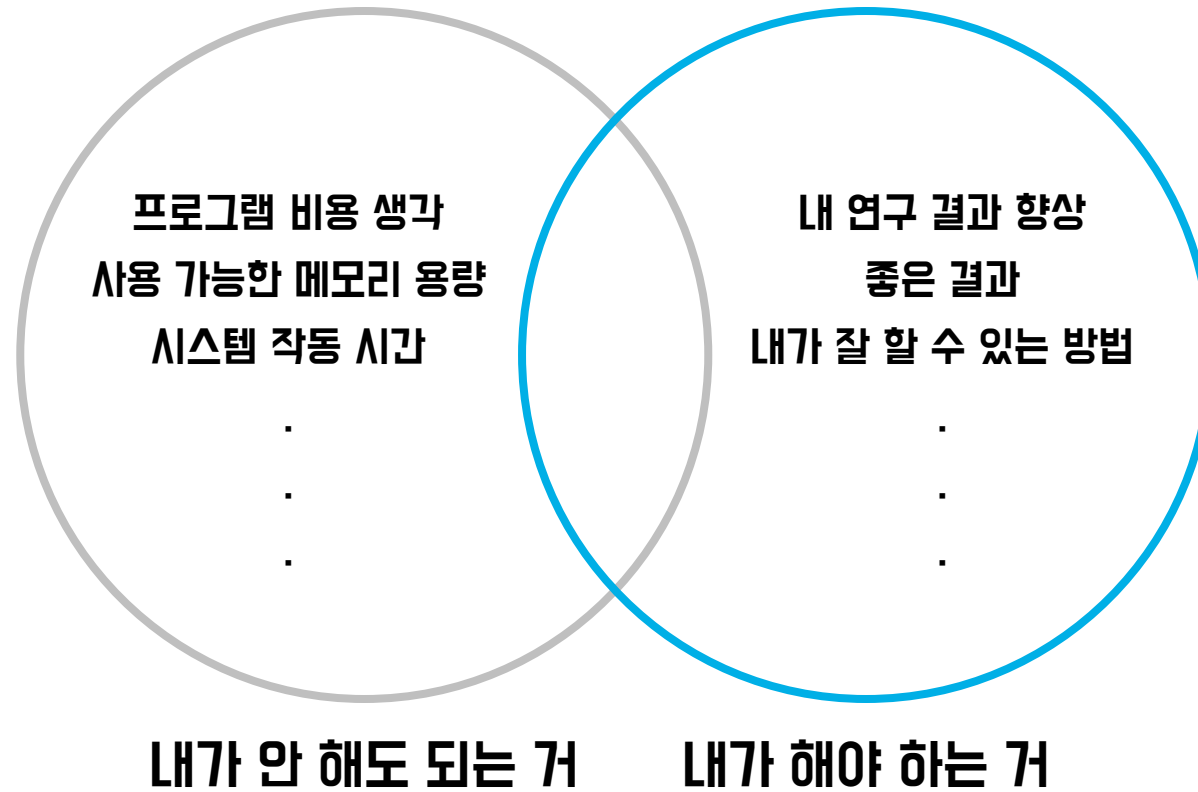 프로그램 비용 생각
사용 가능한 메모리 용량
시스템 작동 시간
.
.
.
내 연구 결과 향상
좋은 결과
내가 잘 할 수 있는 방법
.
.
.
내가 안 해도 되는 거
내가 해야 하는 거